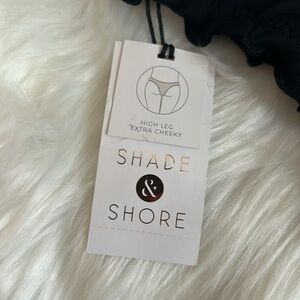 HIGH LEG
EXTRA CHEEKY
SHADE
&
SHORE